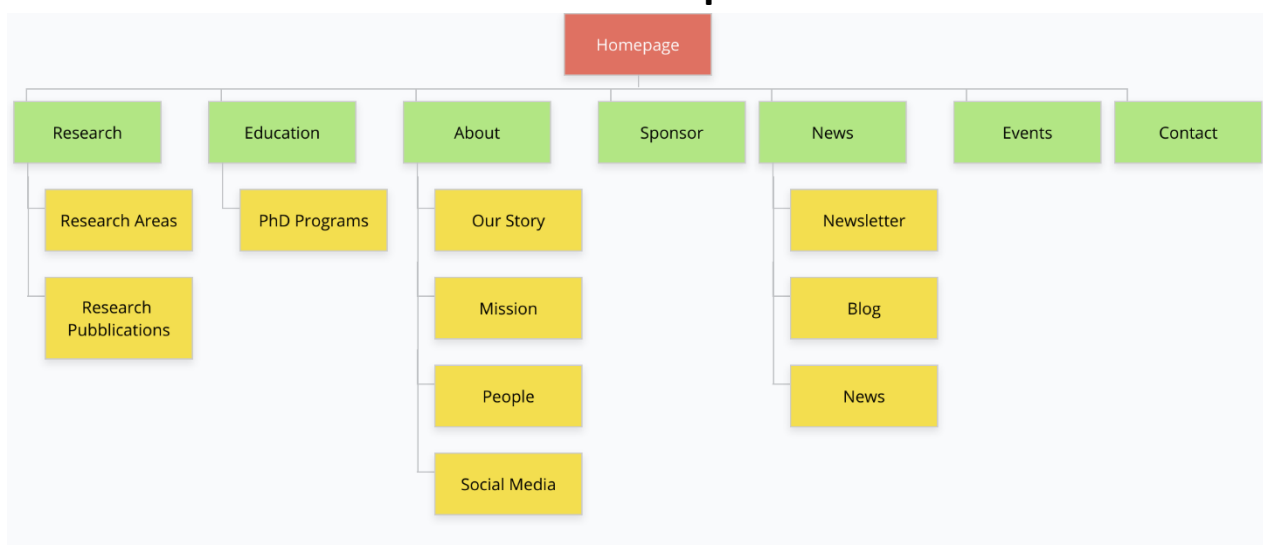 Homepage
Research
Education
About
Sponsor
News
Events
Contact
Research Areas
PhD Programs
Our Story
Newsletter
Research
Pubblications
Mission
Blog
People
News
Social Media